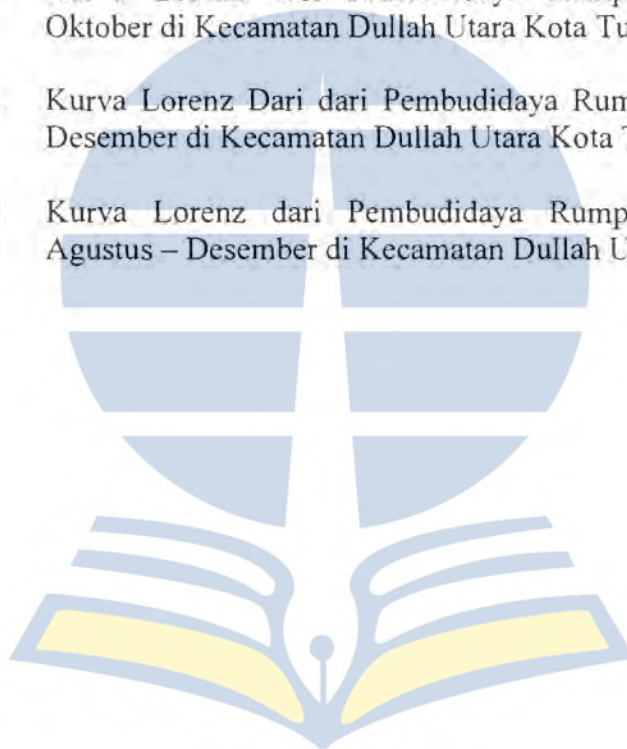 Oktober di Kecamatan Dullah Utara Kota Tu
Kurva Lorenz Dari dari Pembudidaya Rum
Desember di Kecamatan Dullah Utara Kota
Kurva Lorenz dari Pembudidaya Rump
Agustus – Desember di Kecamatan Dullah U